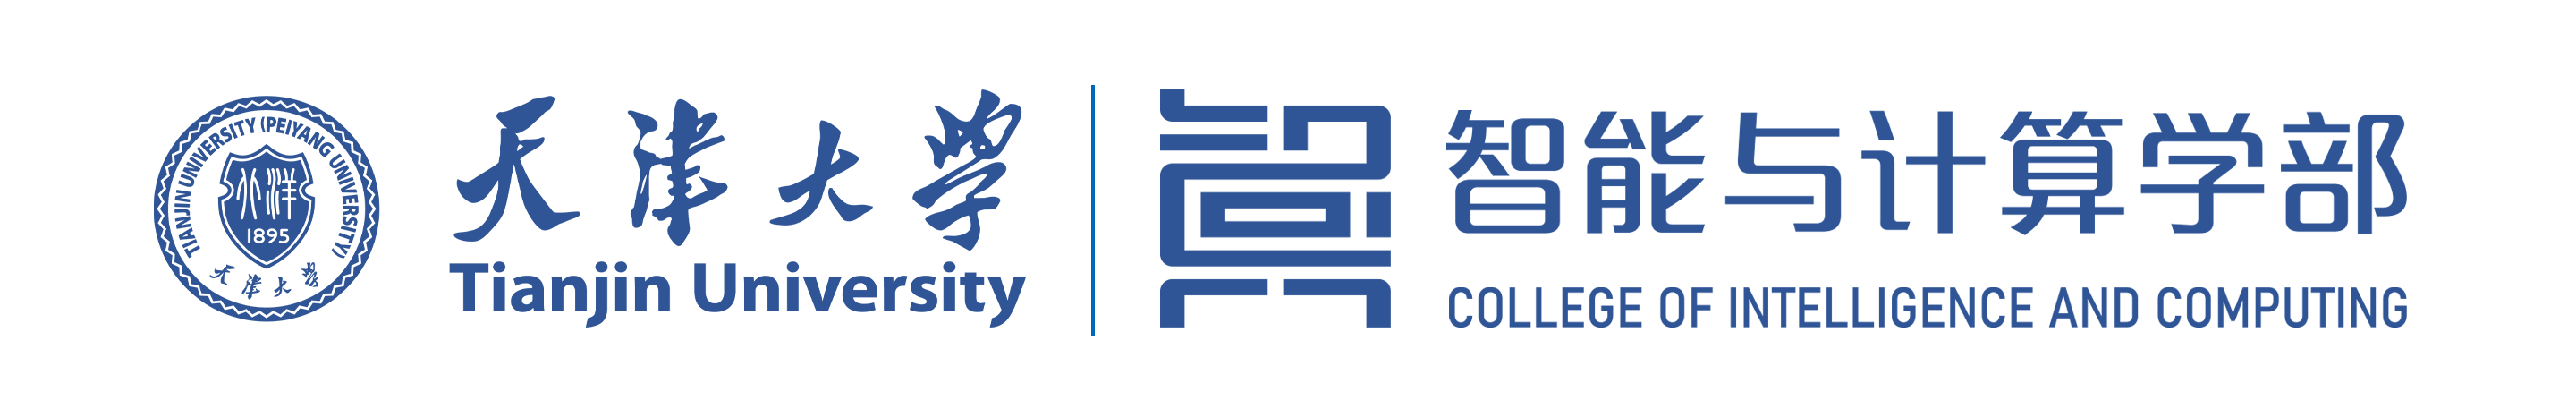 TIANJIN UNIVERSITY (PEIYANG UNIVERSITY)
北洋
1895
天津大学
天津大学
Tianjin University
智能与计算学部
COLLEGE OF INTELLIGENCE AND COMPUTING